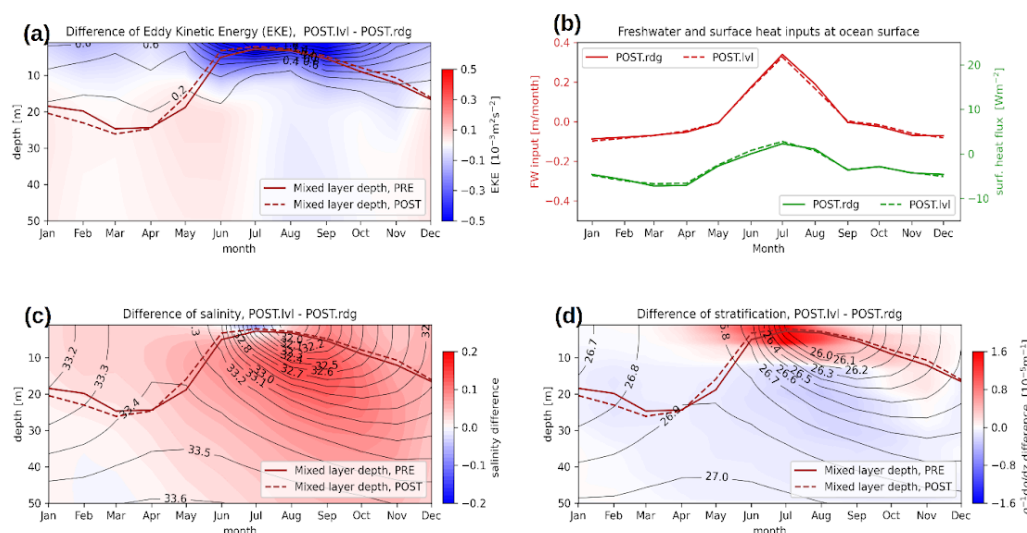 (a)
Difference of Eddy Kinetic Energy (EKE), POST.lvl - POST.rdg
0.6
0.6
0.4
0.6
0.2
10
20
30
40
50
depth [m]
Mixed layer depth, PRE
Mixed layer depth, POST
Jan Feb Mar Apr May Jun Jul Aug Sep Oct Nov Dec
month
0.5
0.3
0.1
−0.1
−0.3
−0.5
EKE [10⁻³m²s⁻²]
(b)
Freshwater and surface heat inputs at ocean surface
POST.rdg POST.lvl
0.4
0.2
0.0
−0.2
−0.4
FW input [m/month]
20
10
0
−10
surf. heat flux [Wm⁻²]
POST.rdg POST.lvl
Jan Feb Mar Apr May Jun Jul Aug Sep Oct Nov Dec
Month
(c)
Difference of salinity, POST.lvl - POST.rdg
33.2
33.3
33.4
33.5
33.6
32.8
33.0
33.1
33.2
32.0
32.2
32.4
32.7
32.5
32.6
10
20
30
40
50
depth [m]
Mixed layer depth, PRE
Mixed layer depth, POST
Jan Feb Mar Apr May Jun Jul Aug Sep Oct Nov Dec
month
0.2
0.1
0.0
−0.1
−0.2
salinity difference
(d)
Difference of stratification, POST.lvl - POST.rdg
26.7
26.8
26.9
27.0
26.4
26.5
26.6
26.7
26.0
26.1
26.2
26.3
10
20
30
40
50
depth [m]
Mixed layer depth, PRE
Mixed layer depth, POST
Jan Feb Mar Apr May Jun Jul Aug Sep Oct Nov Dec
month
1.6
0.8
0.0
−0.8
−1.6